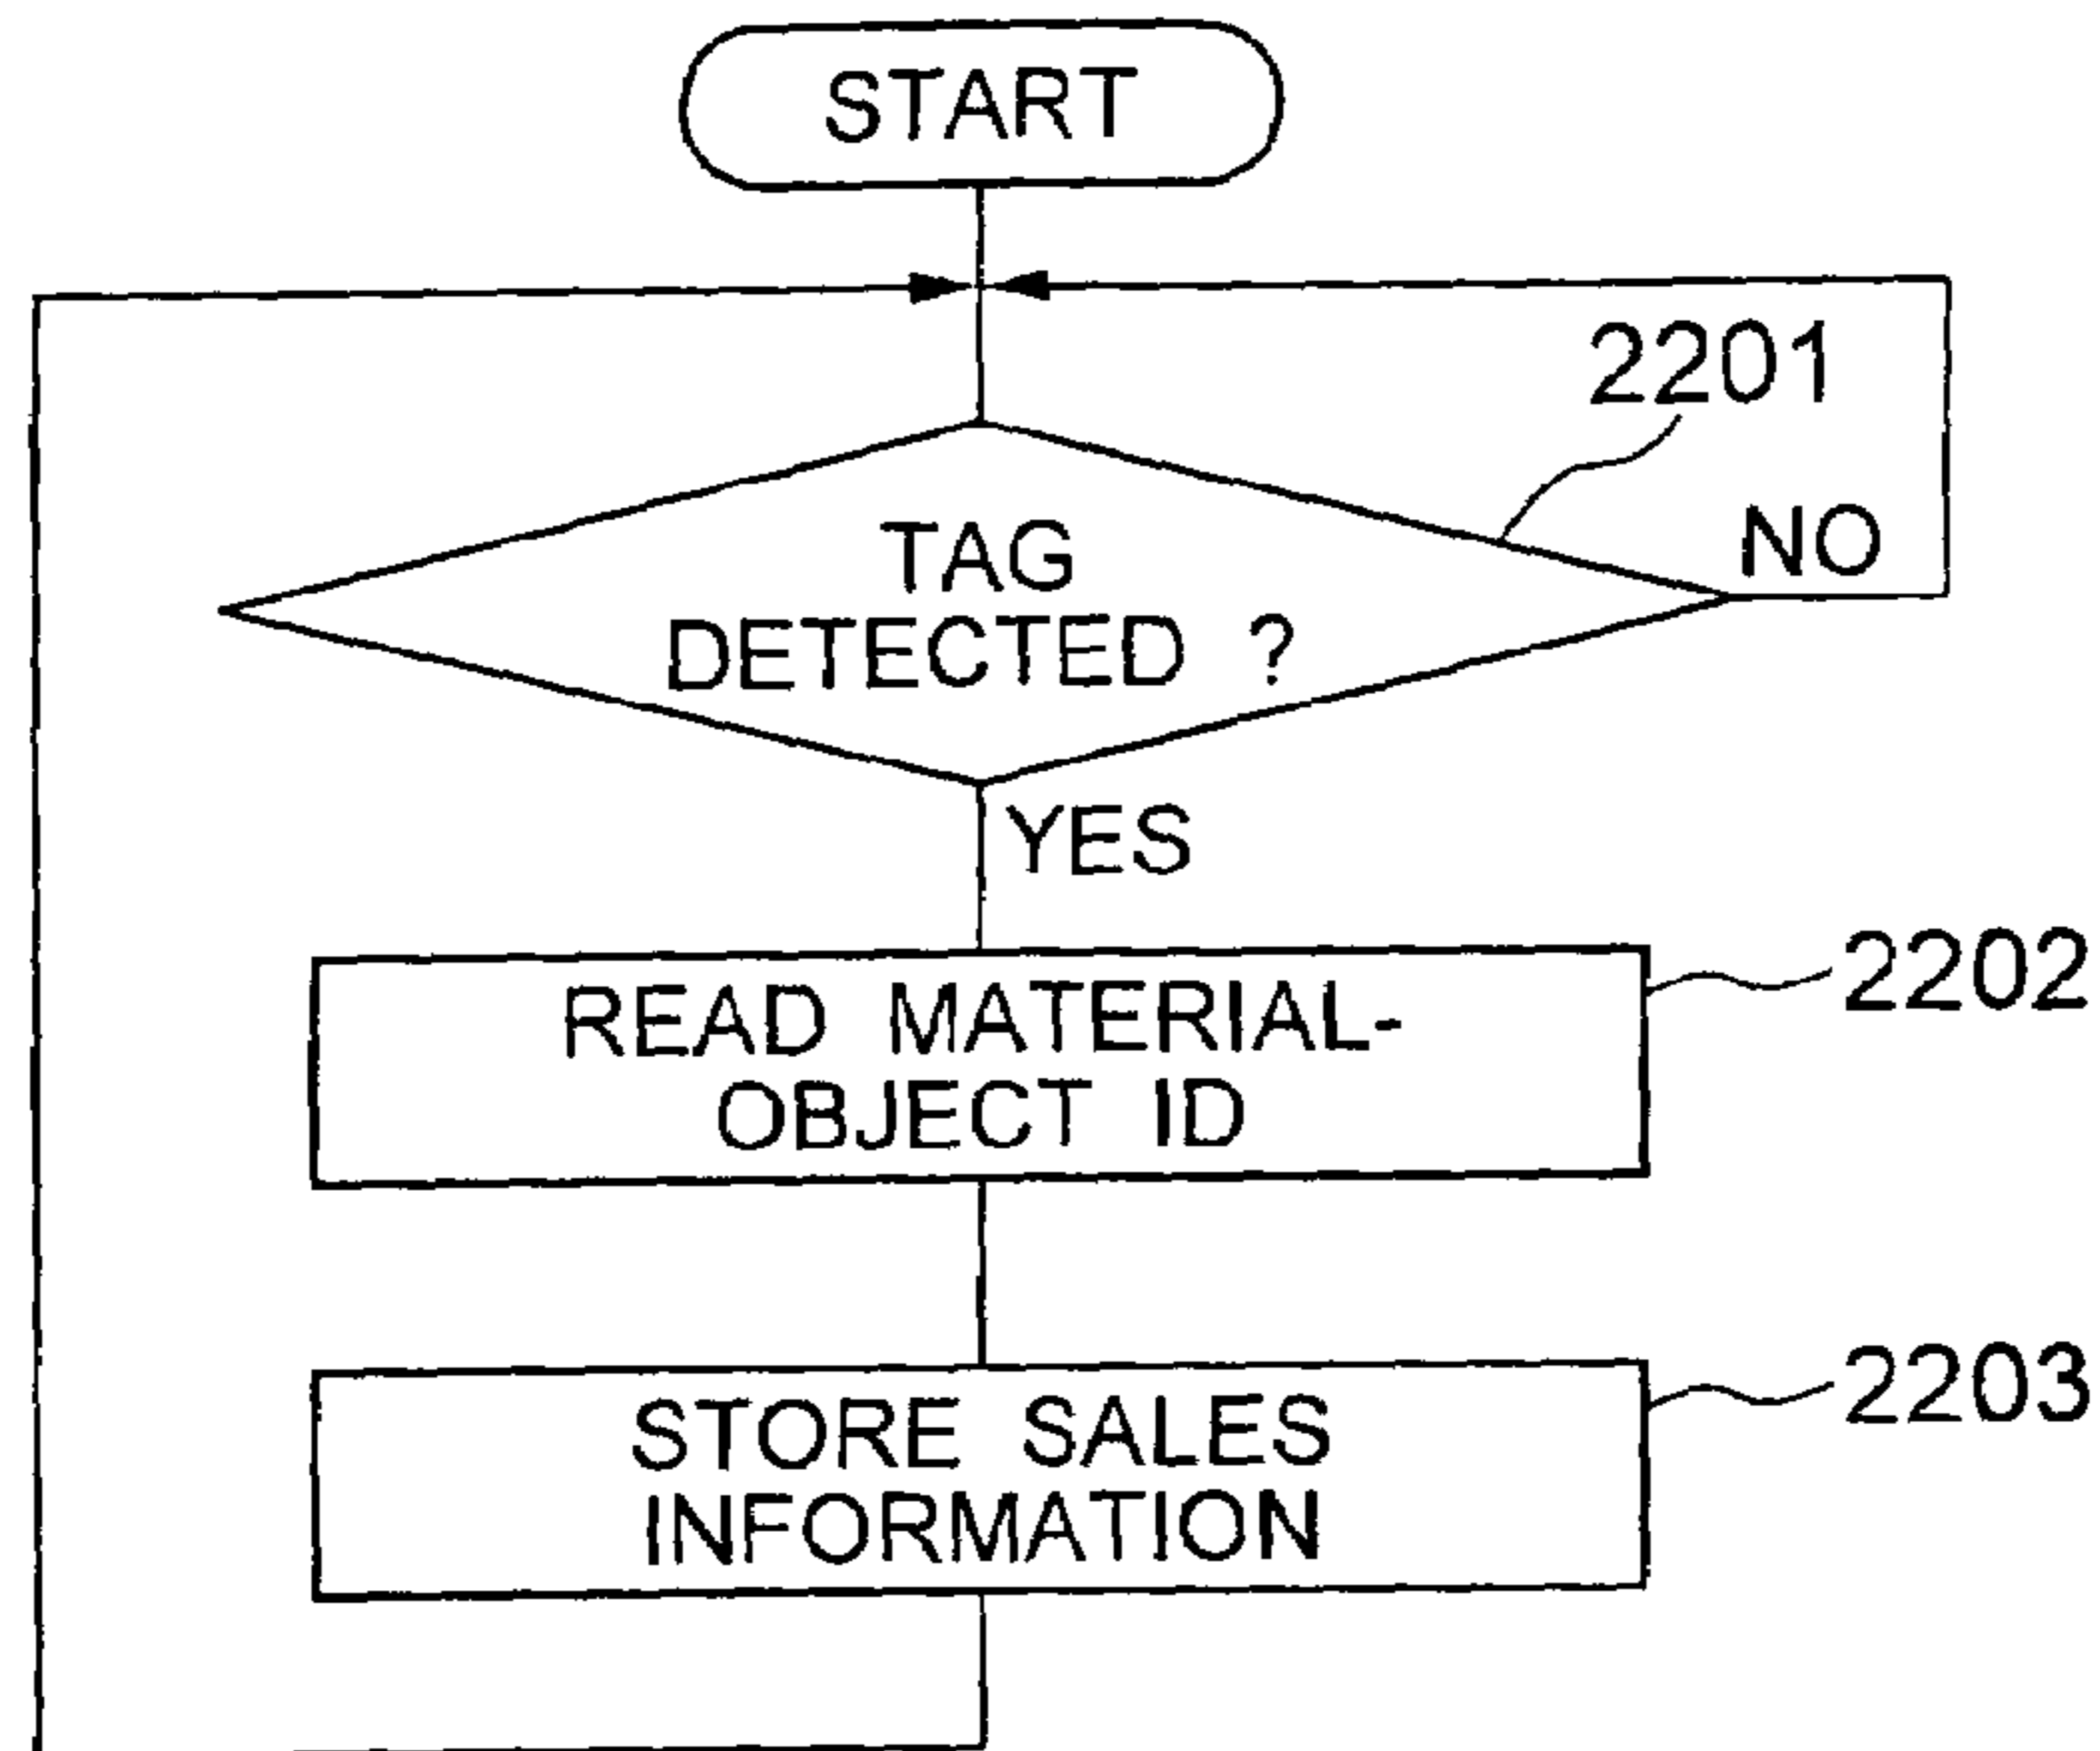 START
2201
NO
TAG
DETECTED ?
YES
READ MATERIAL-
OBJECT ID
2202
STORE SALES
INFORMATION
2203